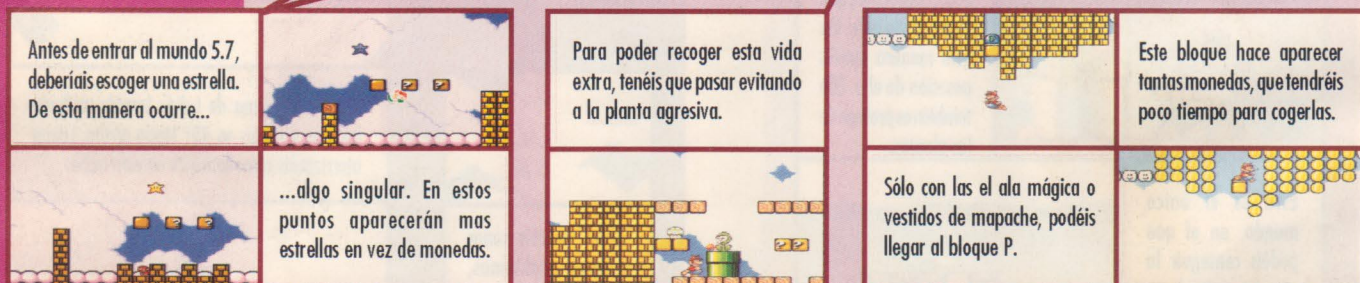 Antes de entrar al mundo 5.7,
deberíais escoger una estrella.
De esta manera ocurre...
...algo singular. En estos
puntos aparecerán mas
estrellas en vez de monedas.
Para poder recoger esta vida
extra, tenéis que pasar evitando
a la planta agresiva.
Este bloque hace aparecer
tantas monedas, que tendréis
poco tiempo para cogerlas.
Sólo con las el ala mágica o
vestidos de mapache, podéis
llegar al bloque P.